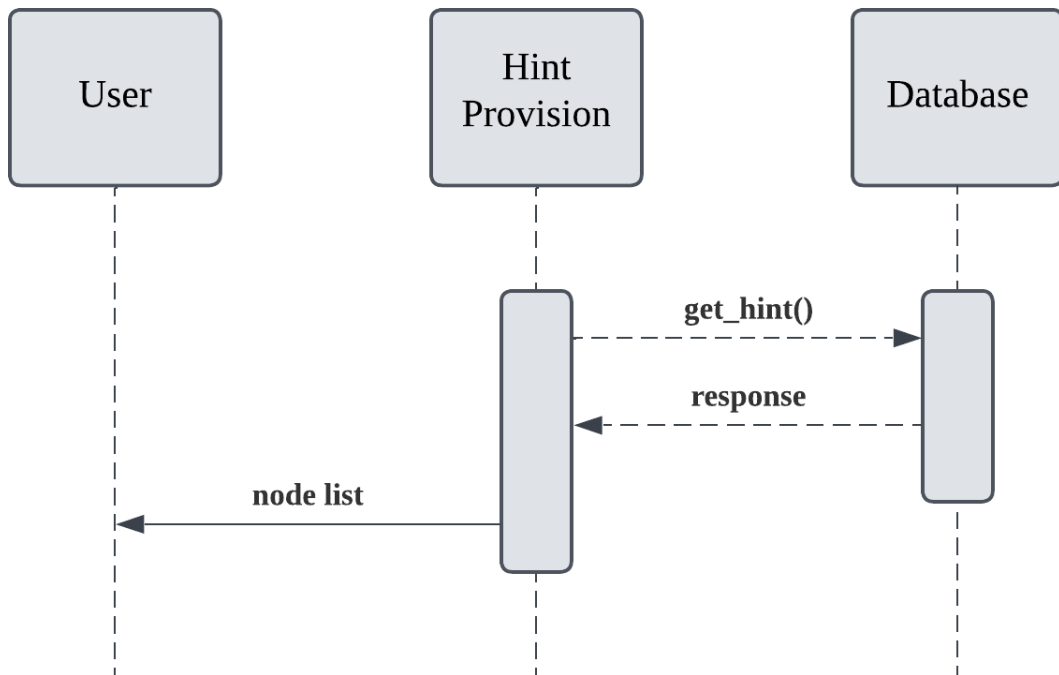 User
Hint
Provision
Database
get_hint()
response
node list